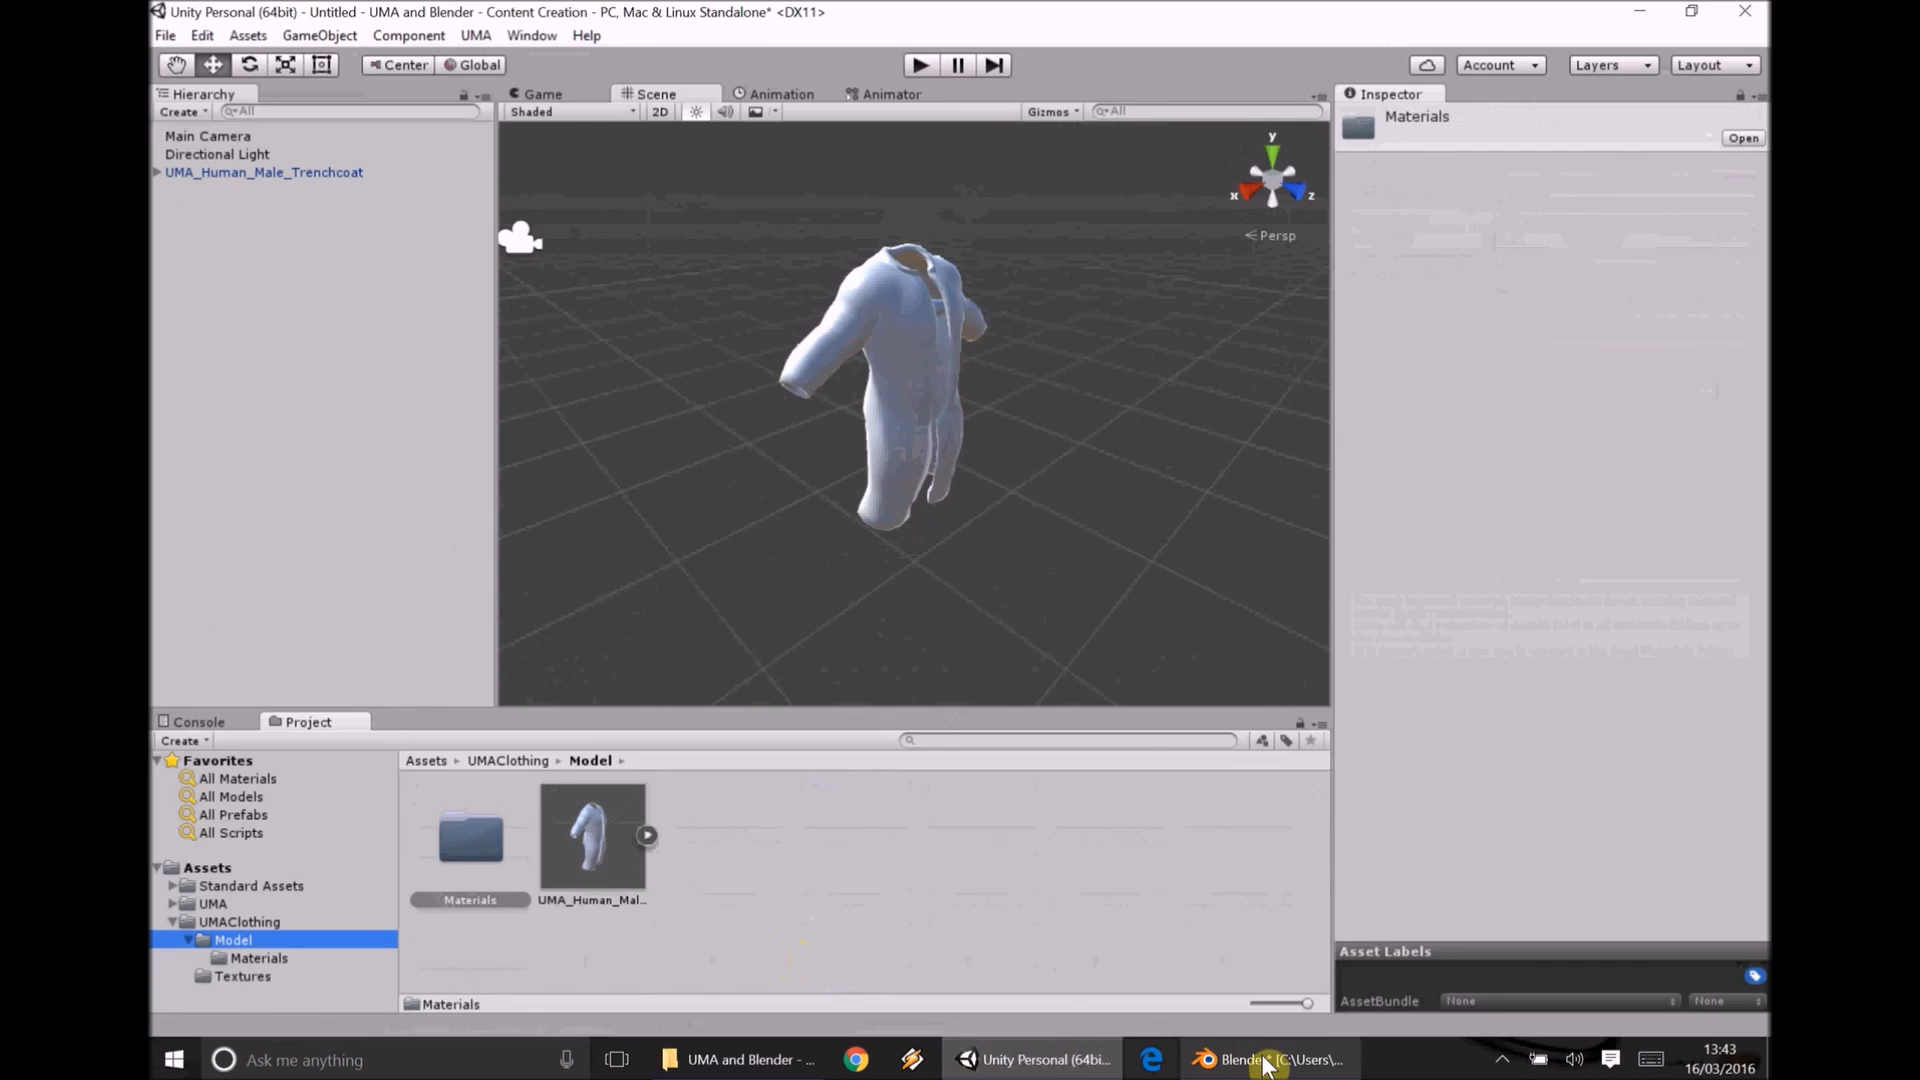 Unity Personal (64bit) - Untitled - UMA and Blender - Content Creation - PC, Mac & Linux Standalone* <DX11>
File Edit Assets GameObject Component UMA Window Help
Center Global Account Layers Layout
Hierarchy Game Scene Animation Animator Inspector
Create All Shaded 2D Gizmos All Materials
Open
Main Camera
Directional Light
UMA_Human_Male_Trenchcoat
y
x z
Persp
Console Project
Create
Favorites Assets UMAClothing Model
All Materials
All Models
All Prefabs
All Scripts
Assets
Standard Assets
UMA Materials UMA_Human_Mal...
UMAClothing
Model
Materials
Textures
Materials
Asset Labels
AssetBundle None None
Ask me anything UMA and Blender - ... Unity Personal (64bi... Blender* [C:\Users\... 13:43
16/03/2016